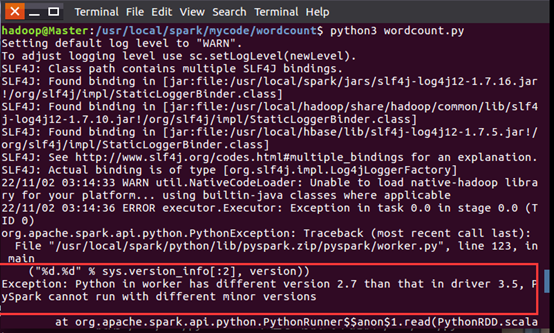 Terminal File Edit View Search Terminal Help
hadoop@Master:/usr/local/spark/mycode/wordcount$ python3 wordcount.py
Setting default log level to "WARN".
To adjust logging level use sc.setLogLevel(newLevel).
SLF4J: Class path contains multiple SLF4J bindings.
SLF4J: Found binding in [jar:file:/usr/local/spark/jars/slf4j-log4j12-1.7.16.jar
!/org/slf4j/impl/StaticLoggerBinder.class]
SLF4J: Found binding in [jar:file:/usr/local/hadoop/share/hadoop/common/lib/slf4
j-log4j12-1.7.10.jar!/org/slf4j/impl/StaticLoggerBinder.class]
SLF4J: Found binding in [jar:file:/usr/local/hbase/lib/slf4j-log4j12-1.7.5.jar!/
org/slf4j/impl/StaticLoggerBinder.class]
SLF4J: See http://www.slf4j.org/codes.html#multiple_bindings for an explanation.
SLF4J: Actual binding is of type [org.slf4j.impl.Log4jLoggerFactory]
22/11/02 03:14:33 WARN util.NativeCodeLoader: Unable to load native-hadoop libra
ry for your platform... using builtin-java classes where applicable
22/11/02 03:14:36 ERROR executor.Executor: Exception in task 0.0 in stage 0.0 (T
ID 0)
org.apache.spark.api.python.PythonException: Traceback (most recent call last):
  File "/usr/local/spark/python/lib/pyspark.zip/pyspark/worker.py", line 123, in
 main
    ("%d.%d" % sys.version_info[:2], version))
Exception: Python in worker has different version 2.7 than that in driver 3.5, P
ySpark cannot run with different minor versions
        at org.apache.spark.api.python.PythonRunner$$anon$1.read(PythonRDD.scala